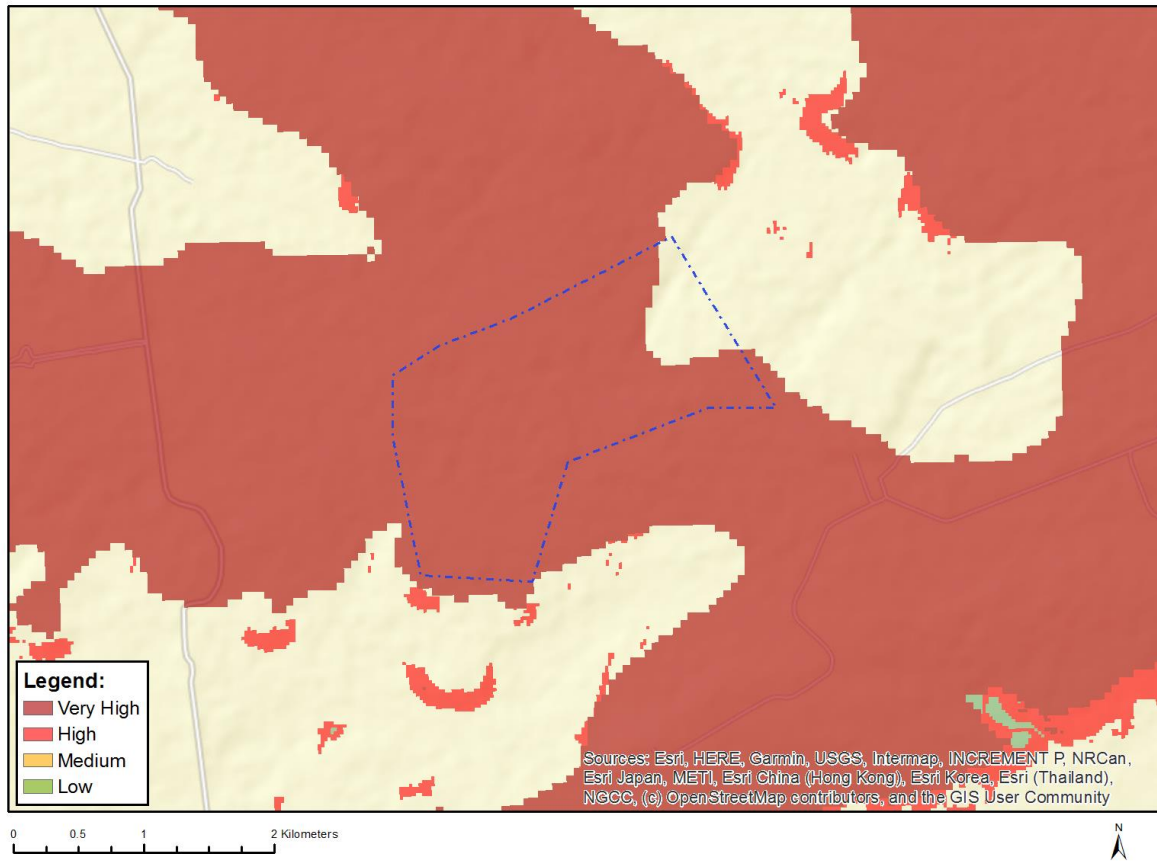 Legend:
Very High
High
Medium
Low
Sources: Esri, HERE, Garmin, USGS, Intermap, INCREMENT P, NRCan,
Esri Japan, METI, Esri China (Hong Kong), Esri Korea, Esri (Thailand),
NGCC, (c) OpenStreetMap contributors, and the GIS User Community
0 0.5 1 2 Kilometers
N